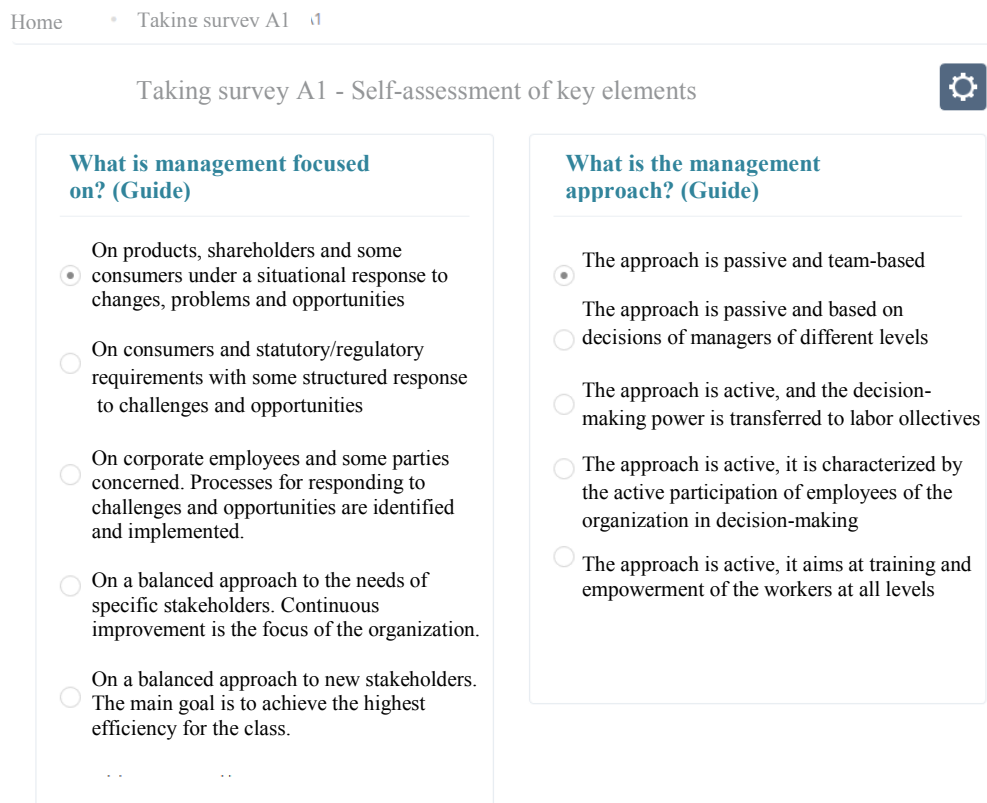 Home
Taking survey A1
Taking survey A1 - Self-assessment of key elements
What is management focused
on? (Guide)
On products, shareholders and some
consumers under a situational response to
changes, problems and opportunities
On consumers and statutory/regulatory
requirements with some structured response
to challenges and opportunities
On corporate employees and some parties
concerned. Processes for responding to
challenges and opportunities are identified
and implemented.
On a balanced approach to the needs of
specific stakeholders. Continuous
improvement is the focus of the organization.
On a balanced approach to new stakeholders.
The main goal is to achieve the highest
efficiency for the class.
What is the management
approach? (Guide)
The approach is passive and team-based
The approach is passive and based on
decisions of managers of different levels
The approach is active, and the decision-
making power is transferred to labor ollectives
The approach is active, it is characterized by
the active participation of employees of the
organization in decision-making
The approach is active, it aims at training and
empowerment of the workers at all levels